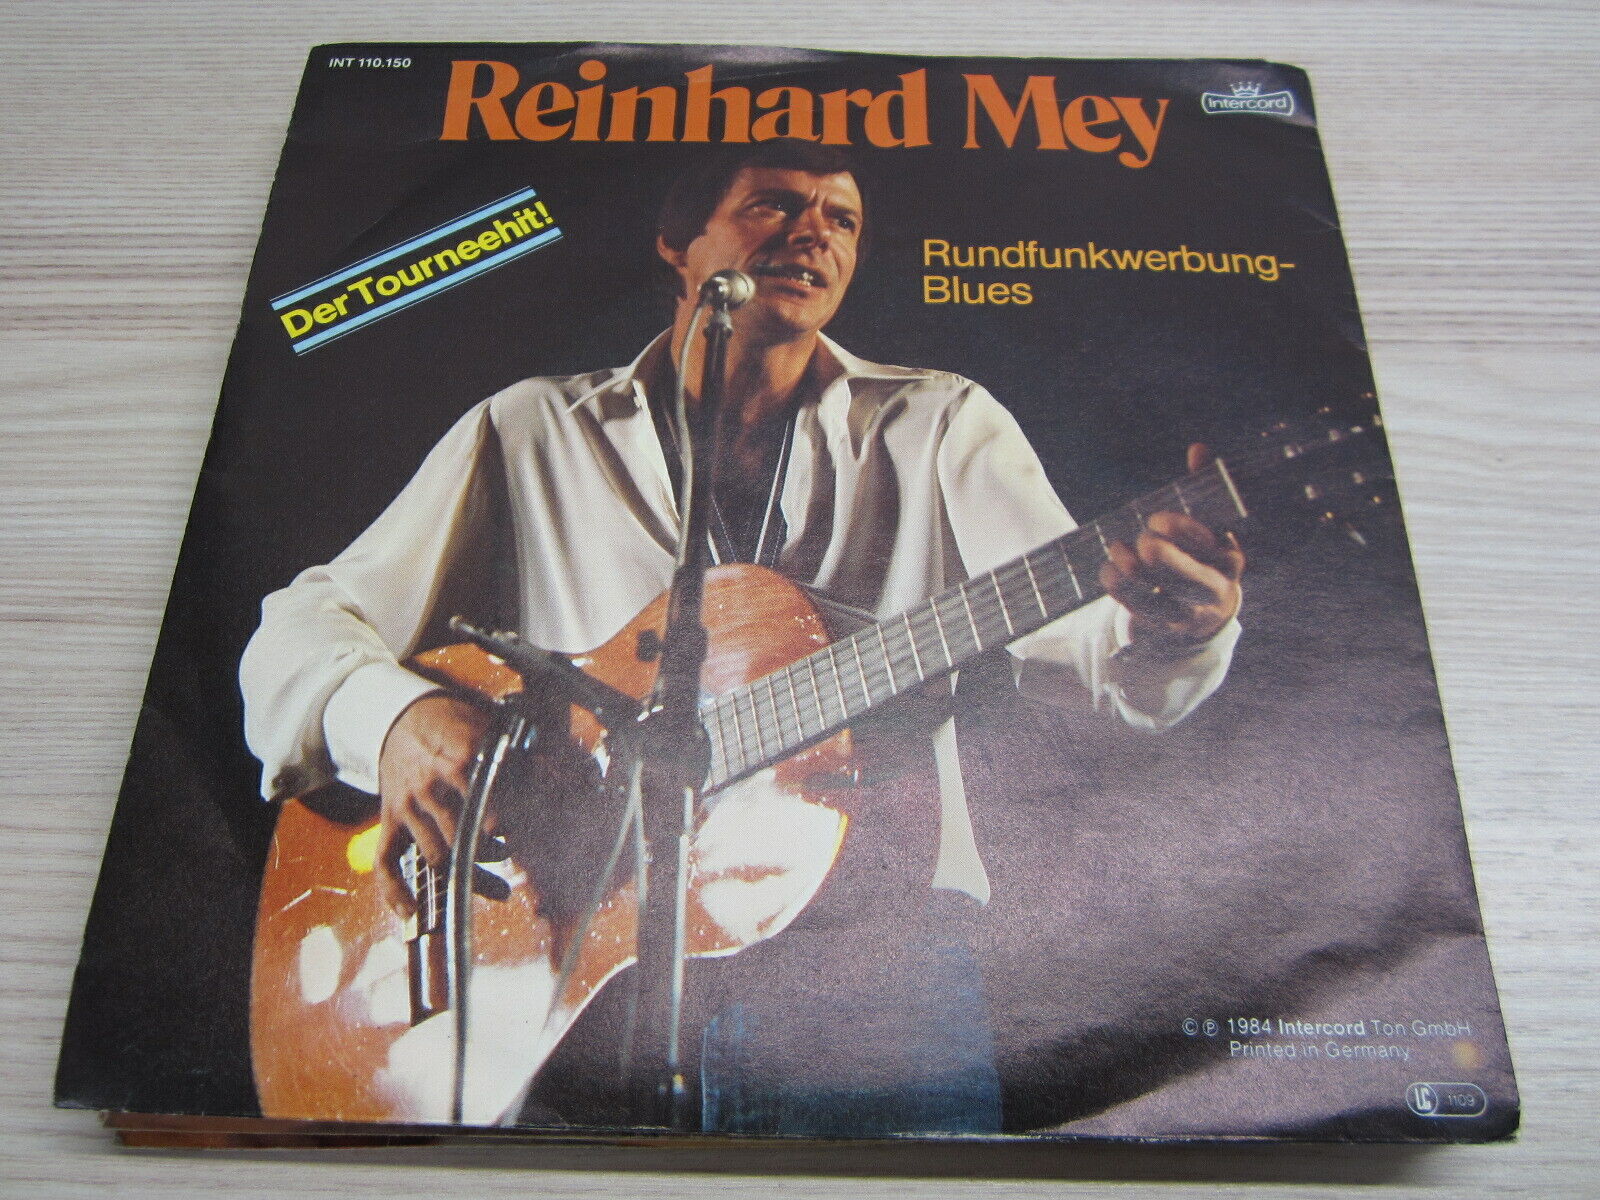 INT 110.150
Reinhard Mey
Intercord
Der Tourneehit!
Rundfunkwerbung-
Blues
© ℗ 1984 Intercord Ton GmbH
Printed in Germany
LC 1109